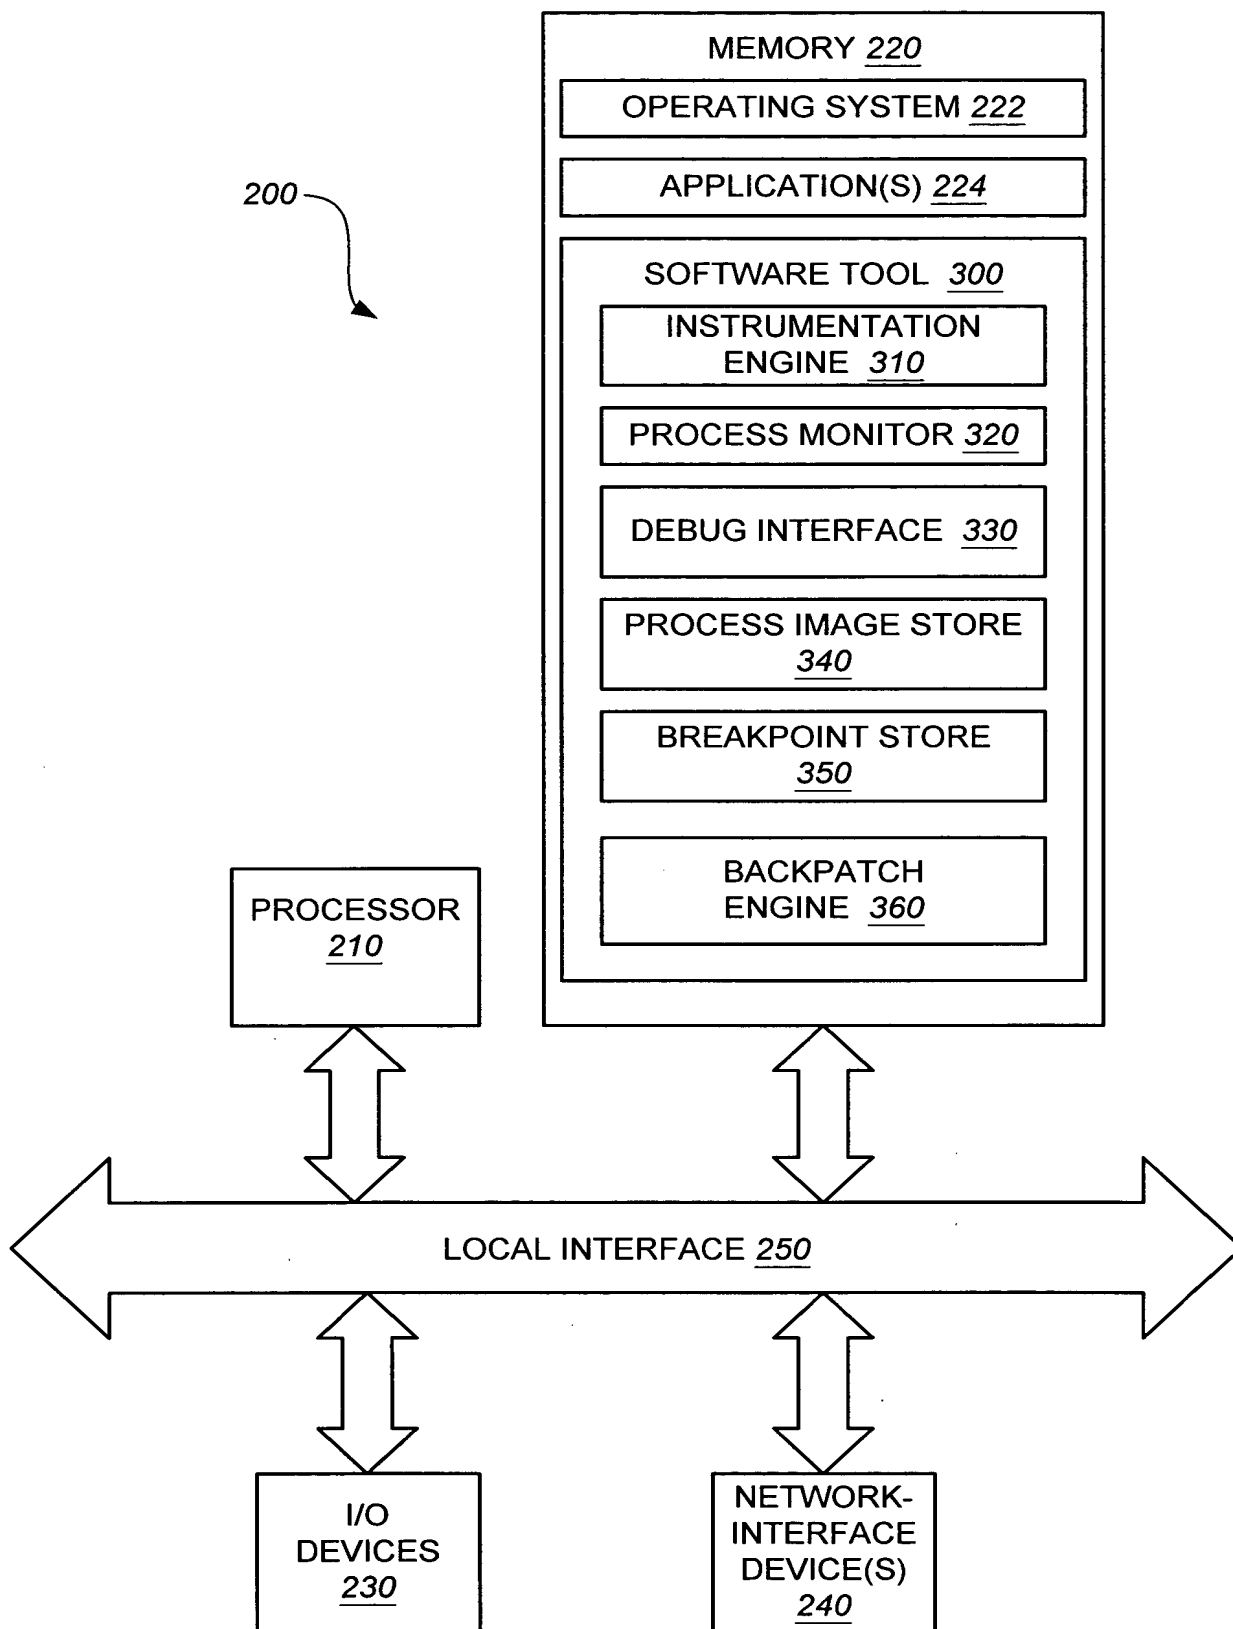 MEMORY 220
OPERATING SYSTEM 222
APPLICATION(S) 224
200
SOFTWARE TOOL 300
INSTRUMENTATION
ENGINE 310
PROCESS MONITOR 320
DEBUG INTERFACE 330
PROCESS IMAGE STORE
340
BREAKPOINT STORE
350
BACKPATCH
ENGINE 360
PROCESSOR
210
LOCAL INTERFACE 250
I/O
DEVICES
230
NETWORK-
INTERFACE
DEVICE(S)
240